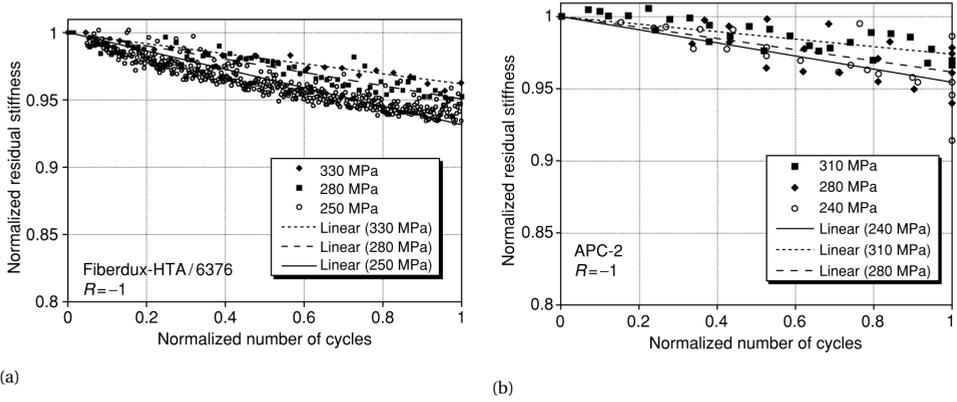 Normalized residual stiffness
1
0.95
0.9
0.85
0.8
330 MPa
280 MPa
250 MPa
Linear (330 MPa)
Linear (280 MPa)
Linear (250 MPa)
Fiberdux-HTA/6376
R=−1
0
0.2
0.4
0.6
0.8
1
Normalized number of cycles
(a)
Normalized residual stiffness
1
0.95
0.9
0.85
0.8
310 MPa
280 MPa
240 MPa
Linear (240 MPa)
Linear (310 MPa)
Linear (280 MPa)
APC-2
R=−1
0
0.2
0.4
0.6
0.8
1
Normalized number of cycles
(b)